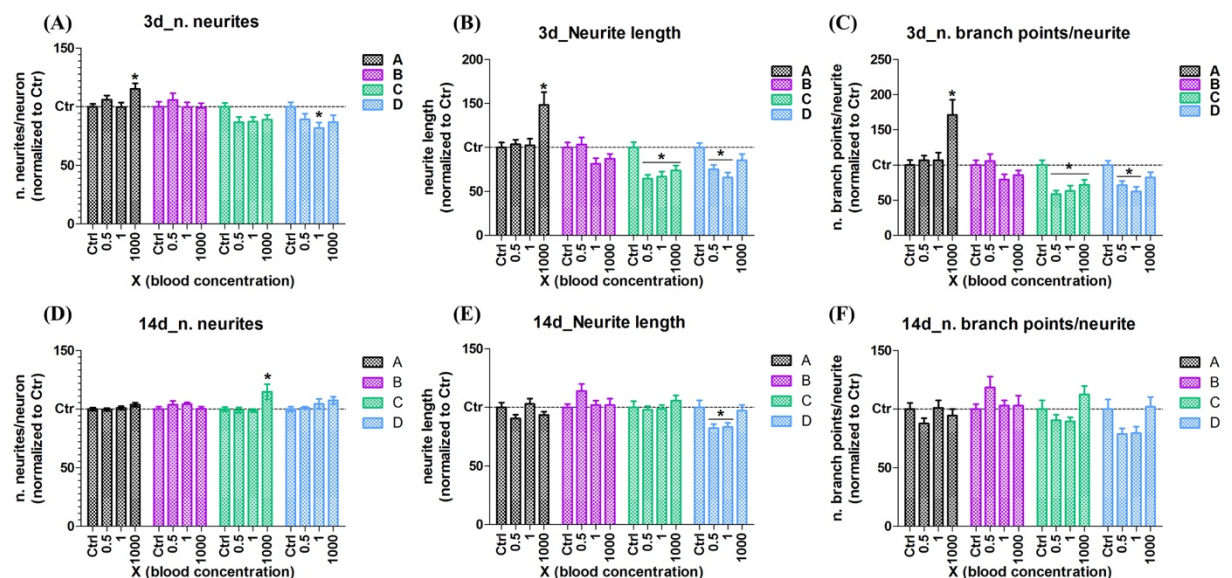 (A)
3d_n. neurites
n. neurites/neuron
(normalized to Ctr)
150
Ctr
50
0
*
*
A
B
C
D
Ctrl 0.5 1 1000 Ctrl 0.5 1 1000 Ctrl 0.5 1 1000 Ctrl 0.5 1 1000
X (blood concentration)
(B)
3d_Neurite length
neurite length
(normalized to Ctr)
200
150
Ctr
50
0
*
*
*
A
B
C
D
Ctrl 0.5 1 1000 Ctrl 0.5 1 1000 Ctrl 0.5 1 1000 Ctrl 0.5 1 1000
X (blood concentration)
(C)
3d_n. branch points/neurite
n. branch points/neurite
(normalized to Ctr)
250
200
150
Ctr
50
0
*
*
*
A
B
C
D
Ctrl 0.5 1 1000 Ctrl 0.5 1 1000 Ctrl 0.5 1 1000 Ctrl 0.5 1 1000
X (blood concentration)
(D)
14d_n. neurites
n. neurites/neuron
(normalized to Ctr)
150
Ctr
50
0
*
A
B
C
D
Ctrl 0.5 1 1000 Ctrl 0.5 1 1000 Ctrl 0.5 1 1000 Ctrl 0.5 1 1000
X (blood concentration)
(E)
14d_Neurite length
neurite length
(normalized to Ctr)
150
Ctr
50
0
*
A
B
C
D
Ctrl 0.5 1 1000 Ctrl 0.5 1 1000 Ctrl 0.5 1 1000 Ctrl 0.5 1 1000
X (blood concentration)
(F)
14d_n. branch points/neurite
n. branch points/neurite
(normalized to Ctr)
150
Ctr
50
0
A
B
C
D
Ctrl 0.5 1 1000 Ctrl 0.5 1 1000 Ctrl 0.5 1 1000 Ctrl 0.5 1 1000
X (blood concentration)